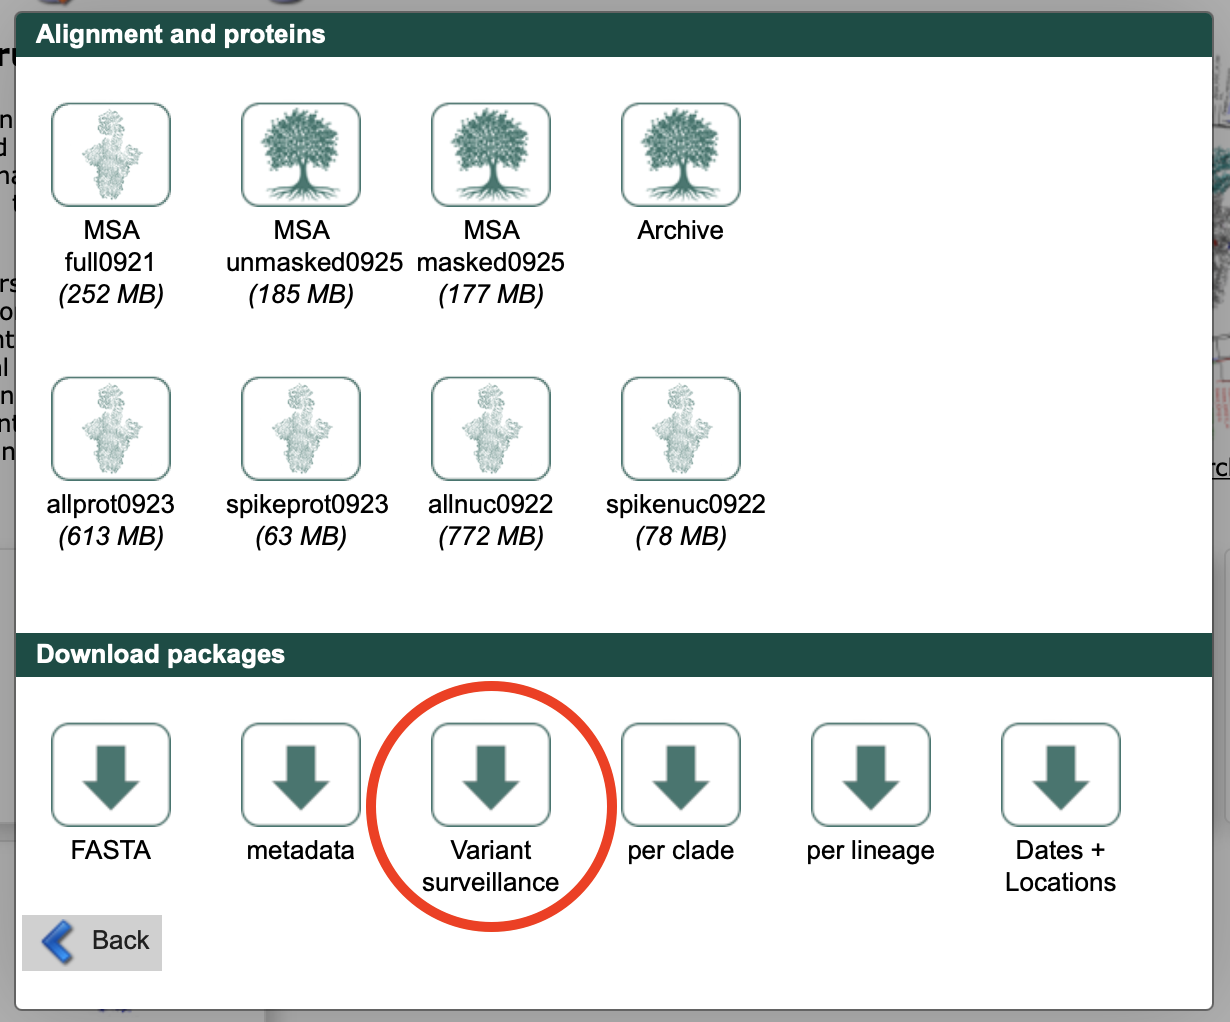 Alignment and proteins
MSA
full0921
(252 MB)
MSA
unmasked0925
(185 MB)
MSA
masked0925
(177 MB)
Archive
allprot0923
(613 MB)
spikeprot0923
(63 MB)
allnuc0922
(772 MB)
spikenuc0922
(78 MB)
Download packages
FASTA
metadata
Variant
surveillance
per clade
per lineage
Dates +
Locations
Back